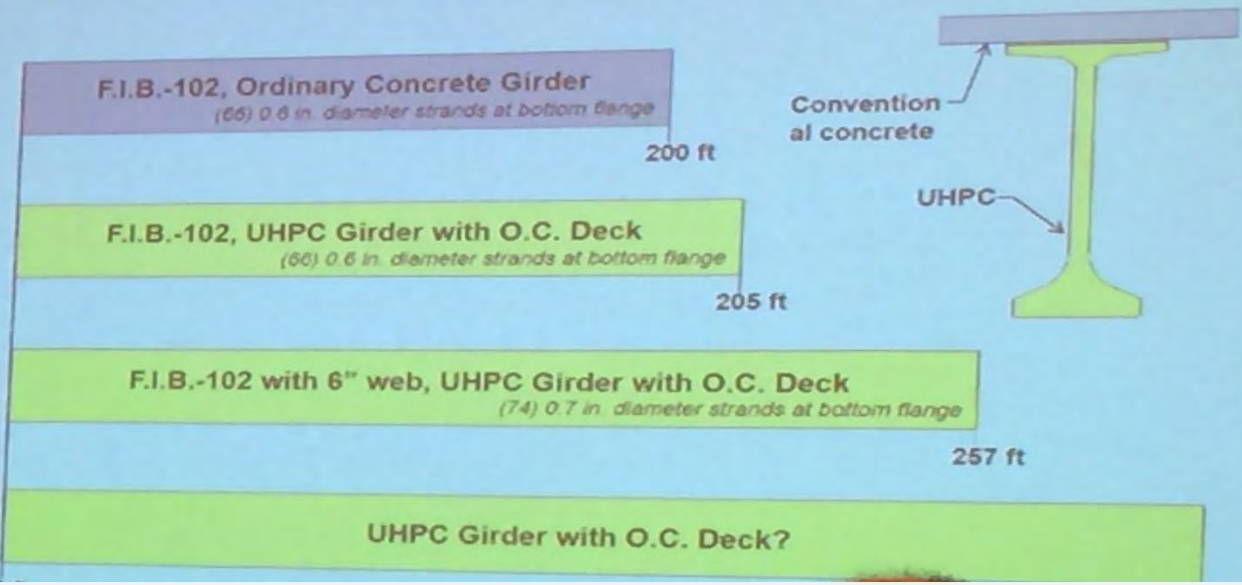 F.I.B.-102, Ordinary Concrete Girder
(66) 0.6 in. diameter strands at bottom flange
200 ft
Convention
al concrete
F.I.B.-102, UHPC Girder with O.C. Deck
(66) 0.6 in. diameter strands at bottom flange
205 ft
UHPC
F.I.B.-102 with 6" web, UHPC Girder with O.C. Deck
(74) 0.7 in. diameter strands at bottom flange
257 ft
UHPC Girder with O.C. Deck?